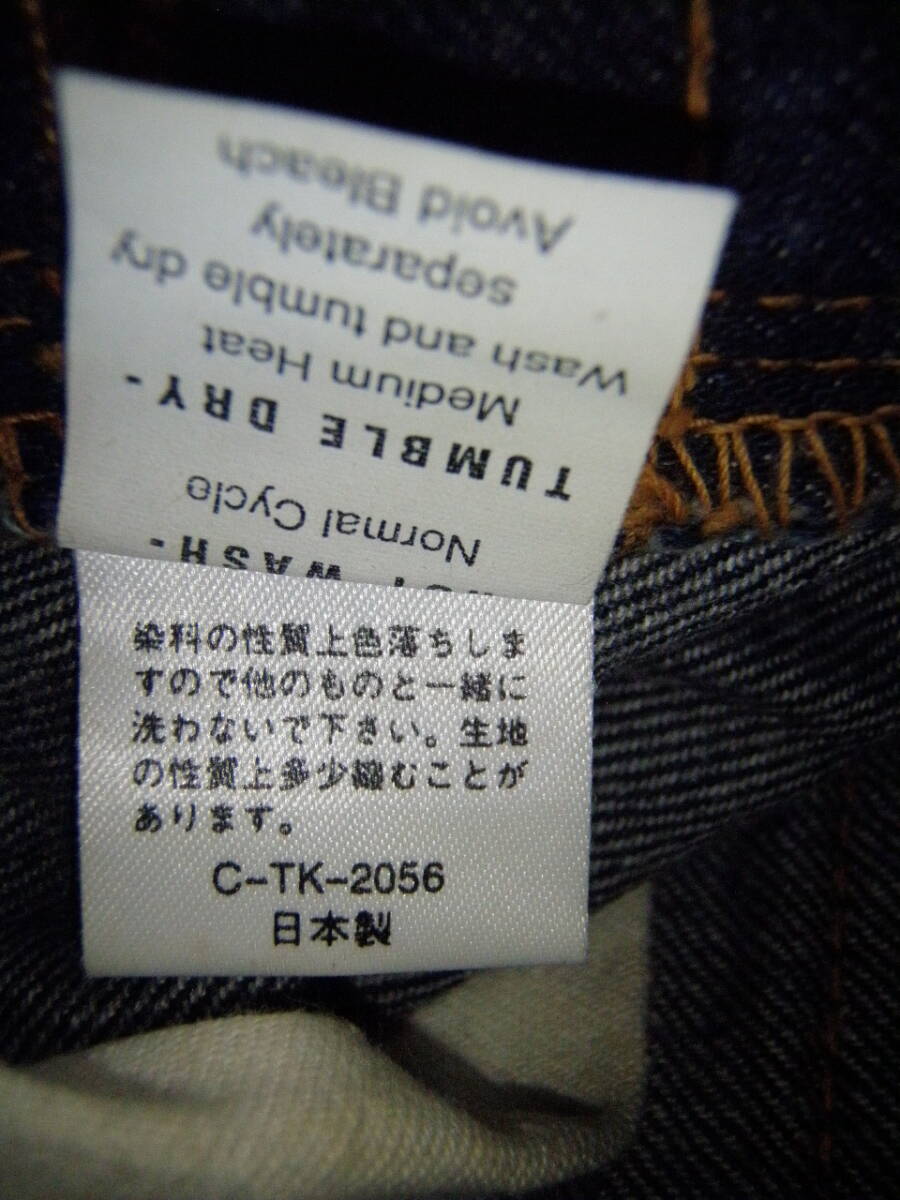 WASH-
Normal Cycle
TUMBLE DRY-
Medium Heat
Wash and tumble dry
separately
Avoid Bleach
染料の性質上色落ちしま
すので他のものと一緒に
洗わないで下さい。生地
の性質上多少縮むことが
あります。
C-TK-2056
日本製